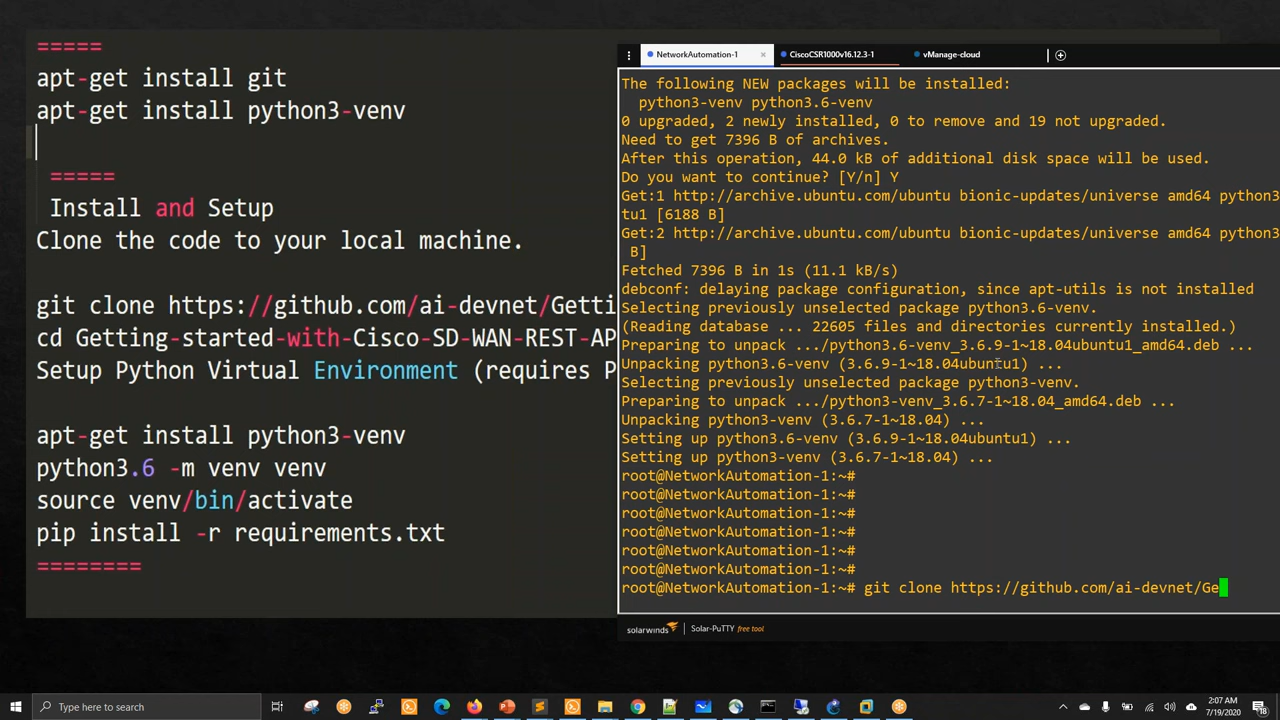 =====
apt-get install git
apt-get install python3-venv
=====
Install and Setup
Clone the code to your local machine.
git clone https://github.com/ai-devnet/Getti
cd Getting-started-with-Cisco-SD-WAN-REST-AP
Setup Python Virtual Environment (requires P
apt-get install python3-venv
python3.6 -m venv venv
source venv/bin/activate
pip install -r requirements.txt
========
NetworkAutomation-1 ×
CiscoCSR1000v16.12.3-1
vManage-cloud
The following NEW packages will be installed:
python3-venv python3.6-venv
0 upgraded, 2 newly installed, 0 to remove and 19 not upgraded.
Need to get 7396 B of archives.
After this operation, 44.0 kB of additional disk space will be used.
Do you want to continue? [Y/n] Y
Get:1 http://archive.ubuntu.com/ubuntu bionic-updates/universe amd64 python3
tu1 [6188 B]
Get:2 http://archive.ubuntu.com/ubuntu bionic-updates/universe amd64 python3
B]
Fetched 7396 B in 1s (11.1 kB/s)
debconf: delaying package configuration, since apt-utils is not installed
Selecting previously unselected package python3.6-venv.
(Reading database ... 22605 files and directories currently installed.)
Preparing to unpack .../python3.6-venv_3.6.9-1~18.04ubuntu1_amd64.deb ...
Unpacking python3.6-venv (3.6.9-1~18.04ubuntu1) ...
Selecting previously unselected package python3-venv.
Preparing to unpack .../python3-venv_3.6.7-1~18.04_amd64.deb ...
Unpacking python3-venv (3.6.7-1~18.04) ...
Setting up python3.6-venv (3.6.9-1~18.04ubuntu1) ...
Setting up python3-venv (3.6.7-1~18.04) ...
root@NetworkAutomation-1:~#
root@NetworkAutomation-1:~#
root@NetworkAutomation-1:~#
root@NetworkAutomation-1:~#
root@NetworkAutomation-1:~#
root@NetworkAutomation-1:~#
root@NetworkAutomation-1:~# git clone https://github.com/ai-devnet/Ge
solarwinds | Solar-PuTTY free tool
Type here to search
2:07 AM
7/19/2020
18